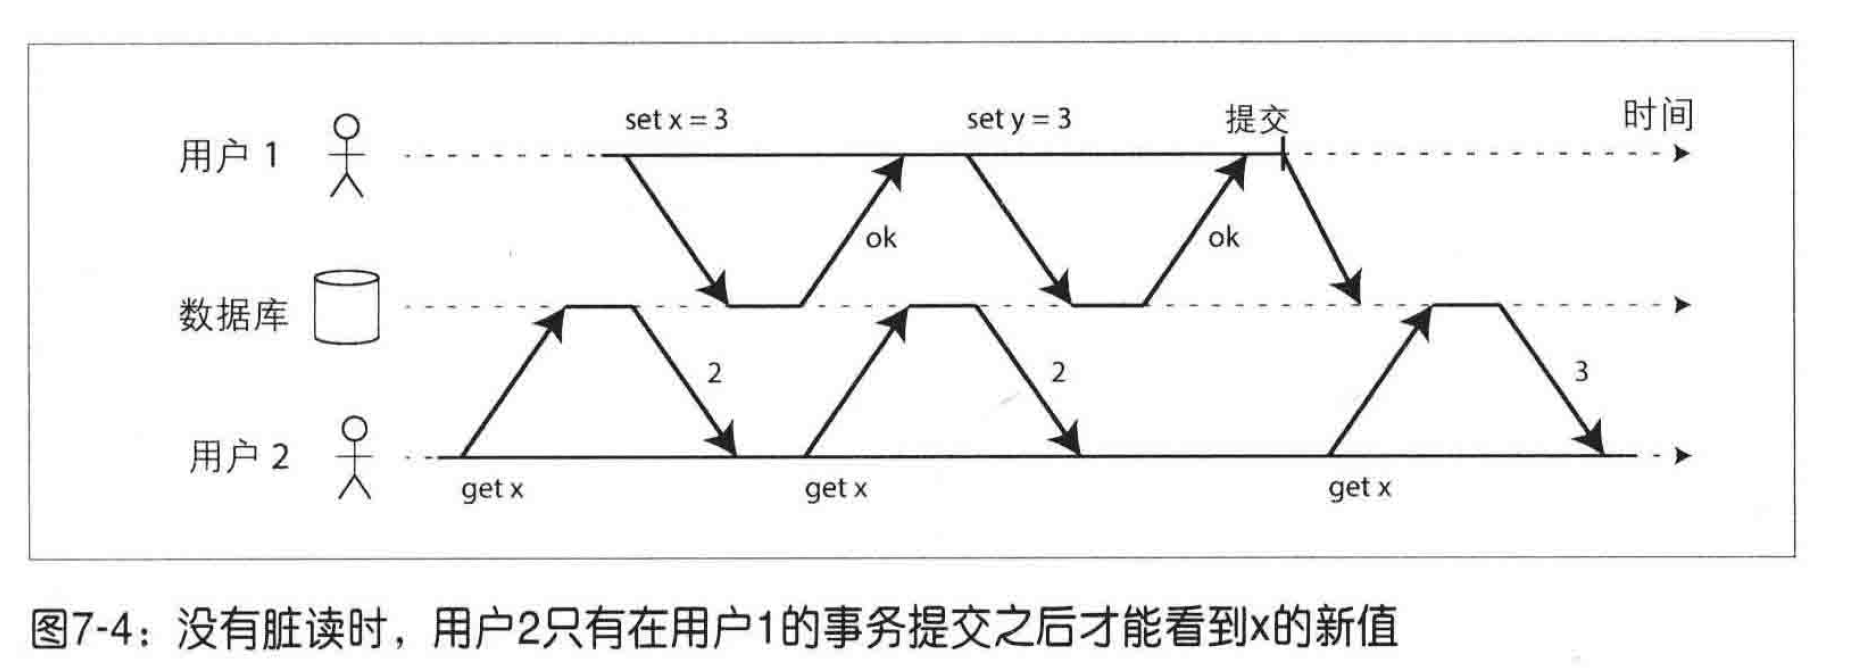 set x = 3
set y = 3
提交
时间
用户 1
ok
ok
数据库
2
2
3
用户 2
get x
get x
get x
图7-4：没有脏读时，用户2只有在用户1的事务提交之后才能看到x的新值